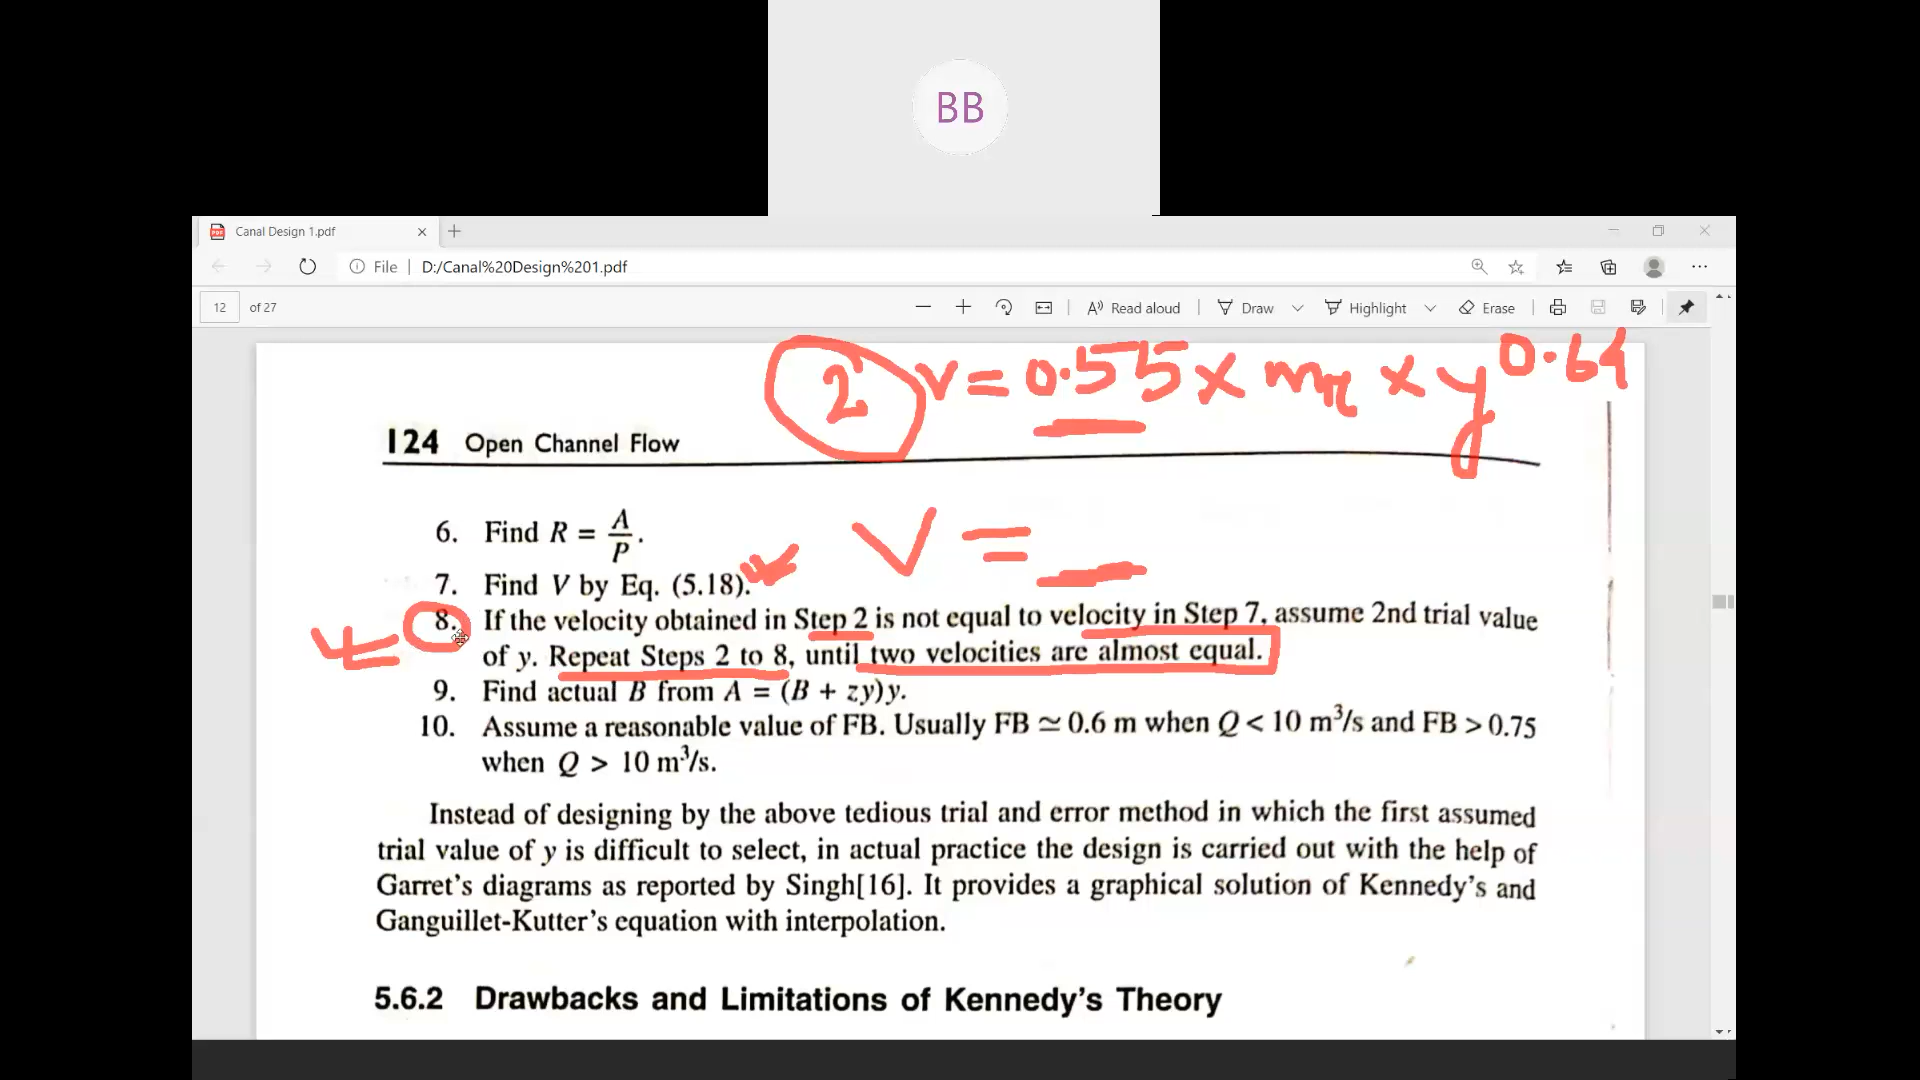 BB
Canal Design 1.pdf
File | D:/Canal%20Design%201.pdf
12 of 27
Read aloud Draw Highlight Erase
2 V = 0.55 x mr x y^0.64
124 Open Channel Flow
6. Find R = A/P.
V =
7. Find V by Eq. (5.18).
8. If the velocity obtained in Step 2 is not equal to velocity in Step 7, assume 2nd trial value
of y. Repeat Steps 2 to 8, until two velocities are almost equal.
9. Find actual B from A = (B + zy)y.
10. Assume a reasonable value of FB. Usually FB ≃ 0.6 m when Q < 10 m³/s and FB > 0.75
when Q > 10 m³/s.
Instead of designing by the above tedious trial and error method in which the first assumed
trial value of y is difficult to select, in actual practice the design is carried out with the help of
Garret's diagrams as reported by Singh[16]. It provides a graphical solution of Kennedy's and
Ganguillet-Kutter's equation with interpolation.
5.6.2 Drawbacks and Limitations of Kennedy's Theory